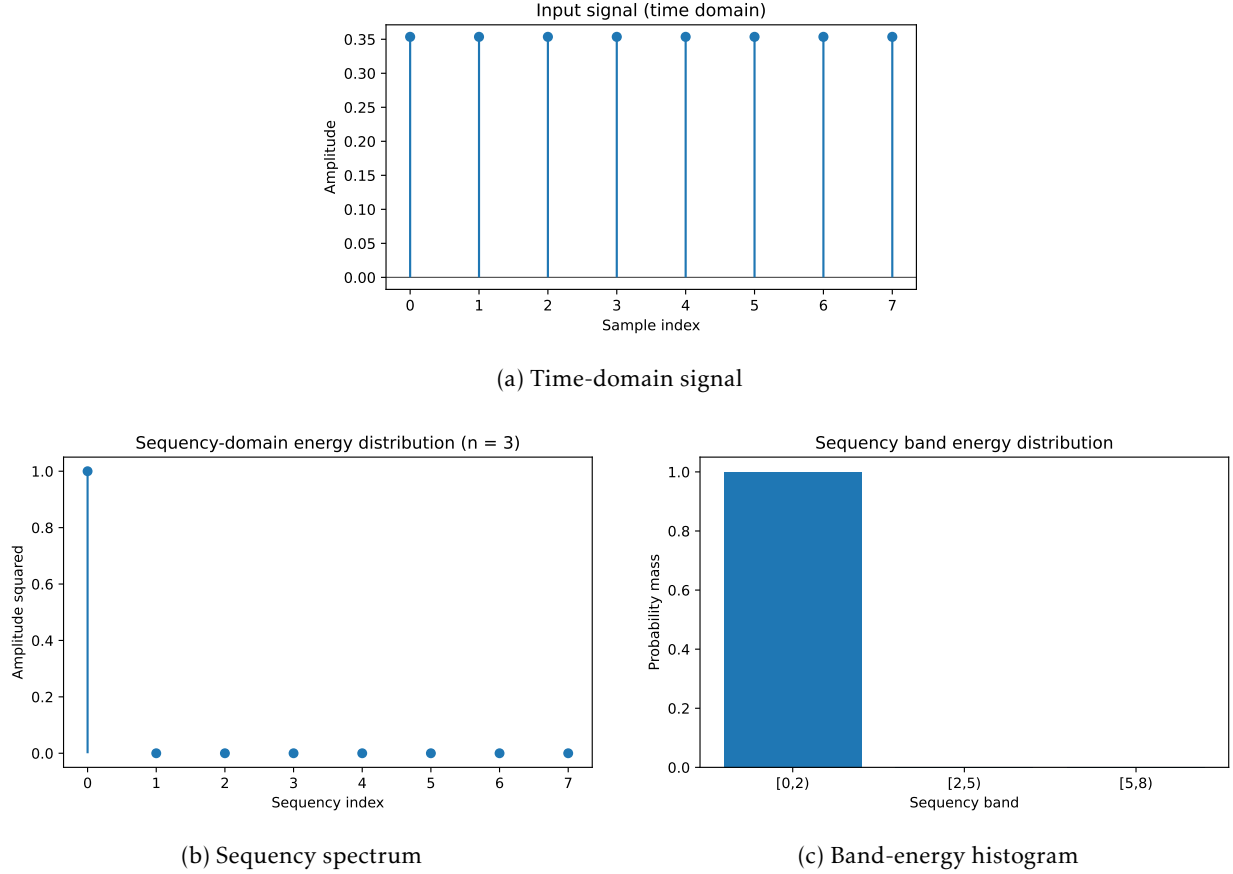 Input signal (time domain)
0.35
0.30
0.25
0.20
0.15
0.10
0.05
0.00
Amplitude
0 1 2 3 4 5 6 7
Sample index
(a) Time-domain signal
Sequency-domain energy distribution (n = 3)
1.0
0.8
0.6
0.4
0.2
0.0
Amplitude squared
0 1 2 3 4 5 6 7
Sequency index
(b) Sequency spectrum
Sequency band energy distribution
1.0
0.8
0.6
0.4
0.2
0.0
Probability mass
[0,2) [2,5) [5,8)
Sequency band
(c) Band-energy histogram